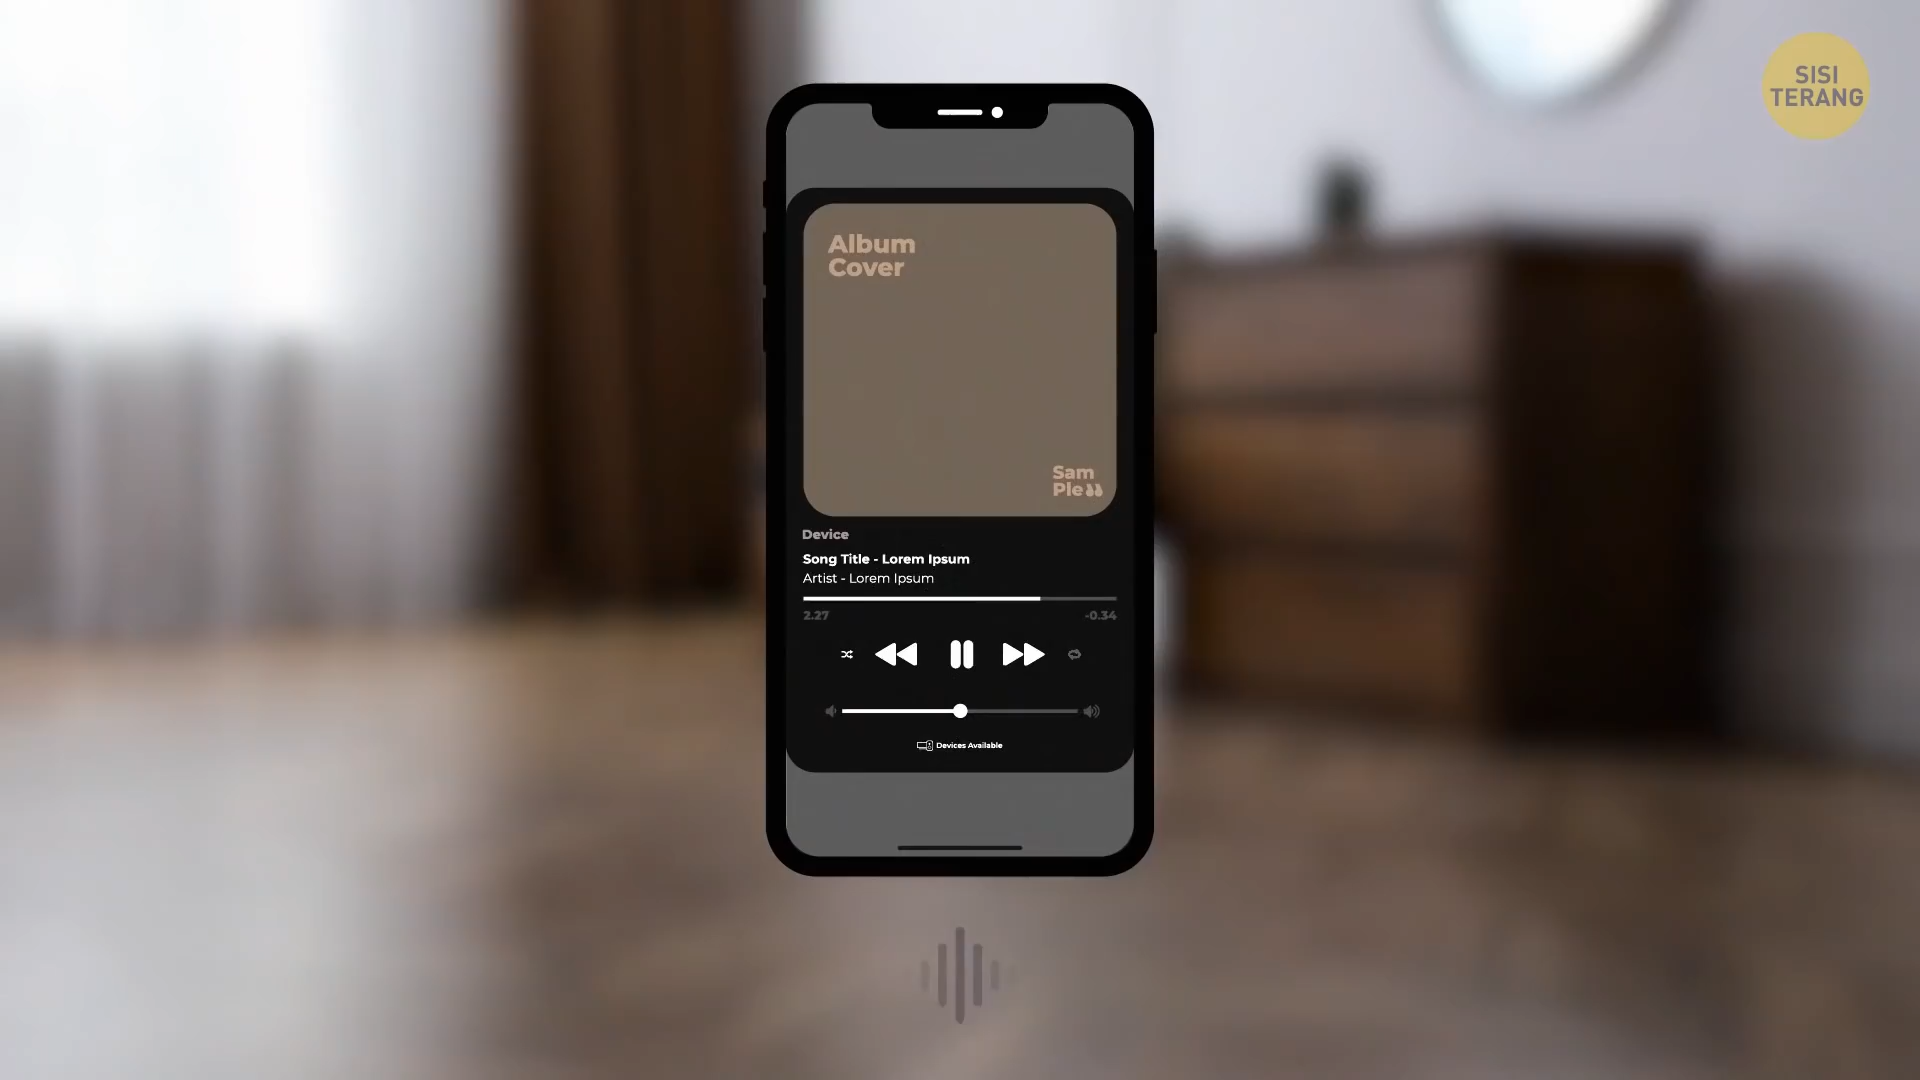 SISI
TERANG
Album
Cover
Sam
Ple
Device
Song Title - Lorem Ipsum
Artist - Lorem Ipsum
2.27
-0.34
Devices Available